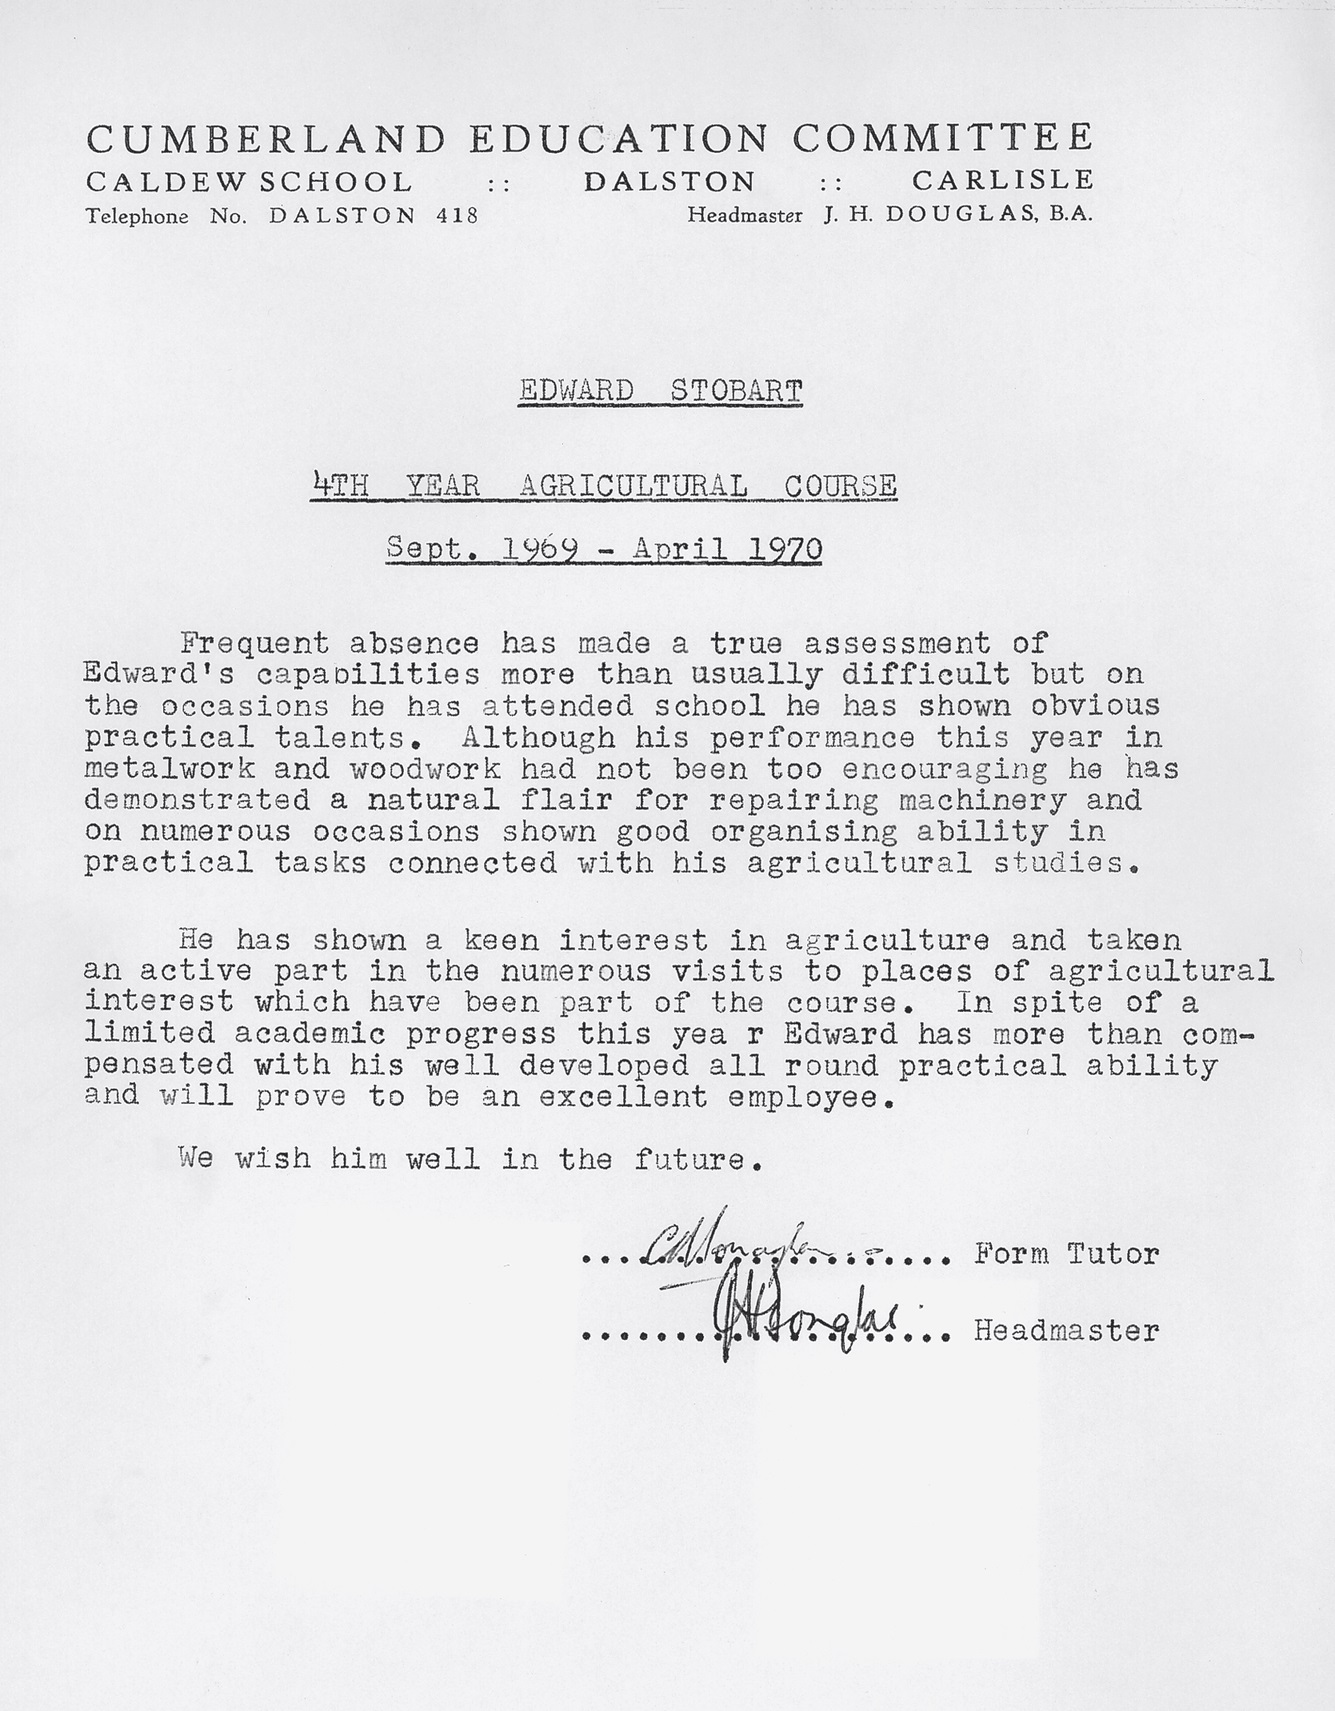 CUMBERLAND EDUCATION COMMITTEE
CALDEW SCHOOL :: DALSTON :: CARLISLE
Telephone No. DALSTON 418 Headmaster J. H. DOUGLAS, B.A.
EDWARD STOBART
4TH YEAR AGRICULTURAL COURSE
Sept. 1969 - April 1970
Frequent absence has made a true assessment of
Edward's capabilities more than usually difficult but on
the occasions he has attended school he has shown obvious
practical talents. Although his performance this year in
metalwork and woodwork had not been too encouraging he has
demonstrated a natural flair for repairing machinery and
on numerous occasions shown good organising ability in
practical tasks connected with his agricultural studies.
He has shown a keen interest in agriculture and taken
an active part in the numerous visits to places of agricultural
interest which have been part of the course. In spite of a
limited academic progress this yea r Edward has more than com-
pensated with his well developed all round practical ability
and will prove to be an excellent employee.
We wish him well in the future.
Form Tutor
JHDouglas Headmaster